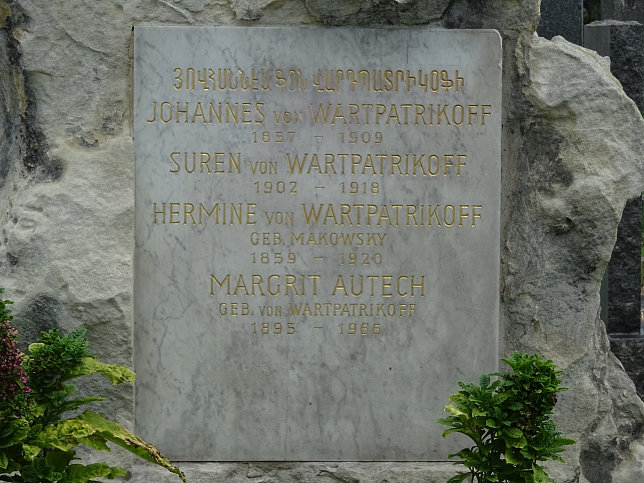 ՅՈՎՀԱՆՆԷՍ ՖՕՆ ՎԱՐԴՊԱՏՐԻԿՕՖԻ
JOHANNES VON WARTPATRIKOFF
1857 - 1909
SUREN VON WARTPATRIKOFF
1902 - 1918
HERMINE VON WARTPATRIKOFF
GEB. MAKOWSKY
1859 - 1920
MARGRIT AUTECH
GEB. VON WARTPATRIKOFF
1895 - 1966